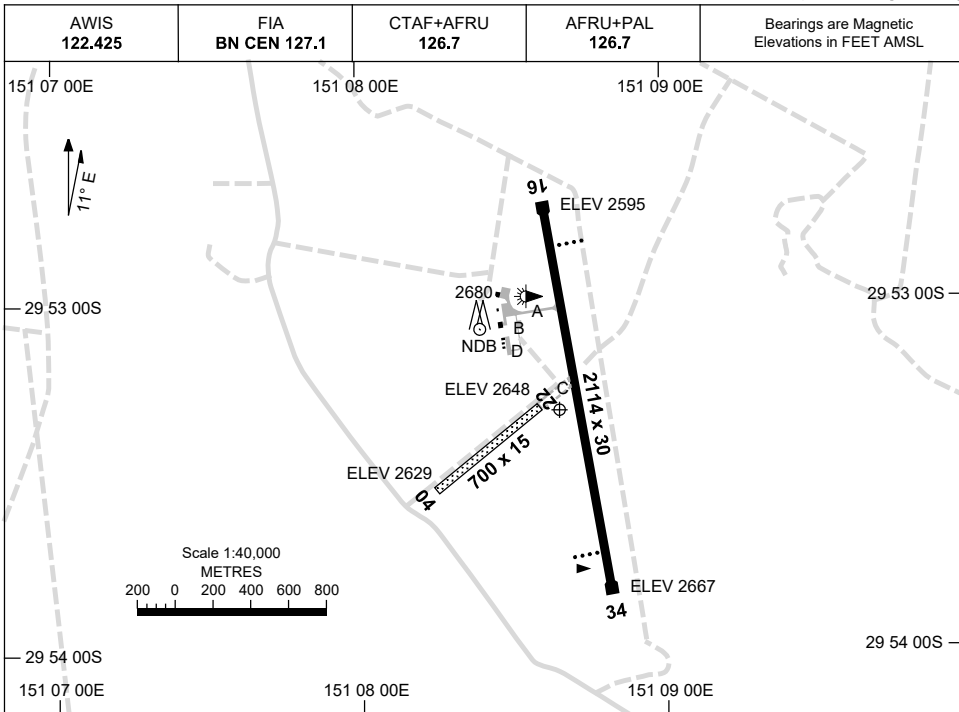 AWIS
122.425
FIA
BN CEN 127.1
CTAF+AFRU
126.7
AFRU+PAL
126.7
Bearings are Magnetic
Elevations in FEET AMSL
151 07 00E
151 08 00E
151 09 00E
11° E
16
ELEV 2595
29 53 00S
2680
29 53 00S
A
B
NDB
D
ELEV 2648
22
C
2114 x 30
ELEV 2629
700 x 15
04
Scale 1:40,000
METRES
200 0 200 400 600 800
ELEV 2667
34
29 54 00S
29 54 00S
151 07 00E
151 08 00E
151 09 00E